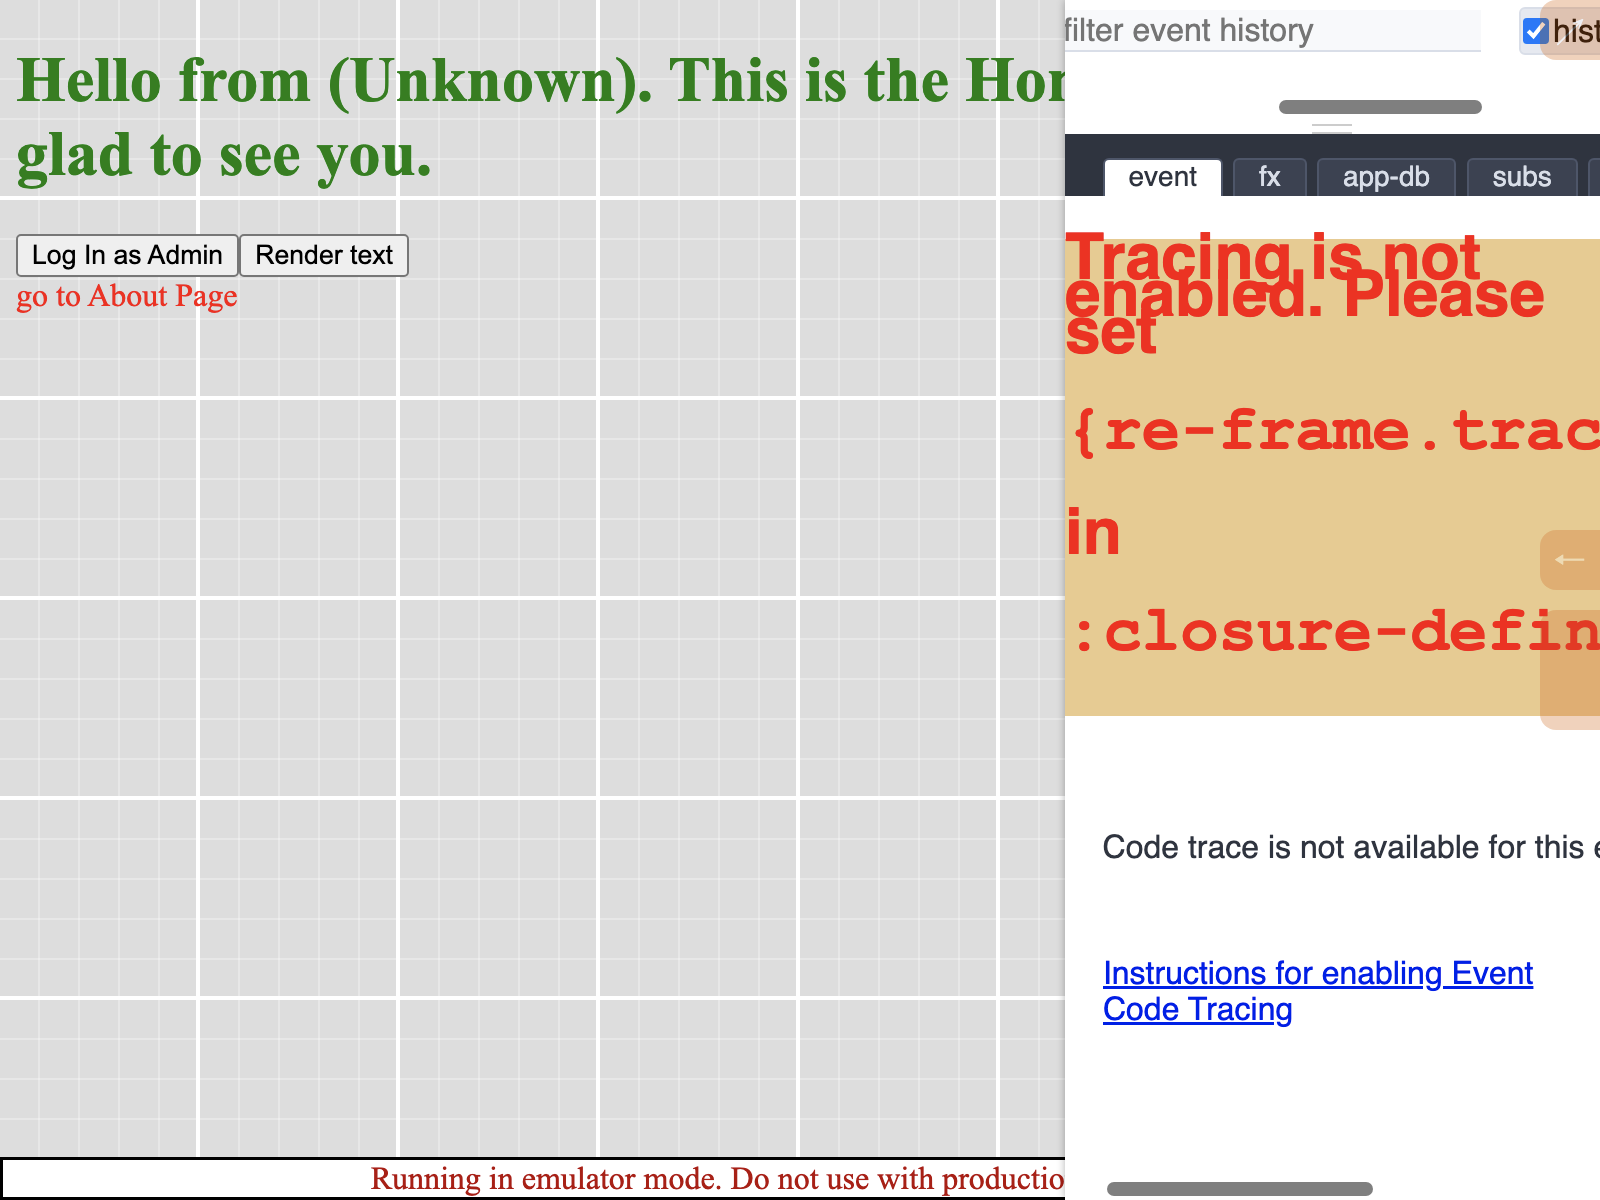 Hello from (Unknown). This is the
glad to see you.
Log In as Admin
Render text
go to About Page
Running in emulator mode. Do not use with
filter event history
event
fx
app-db
subs
Tracing is not
enabled. Please
set
{re-frame.trac
in
:closure-defin
Code trace is not available for this
Instructions for enabling Event
Code Tracing